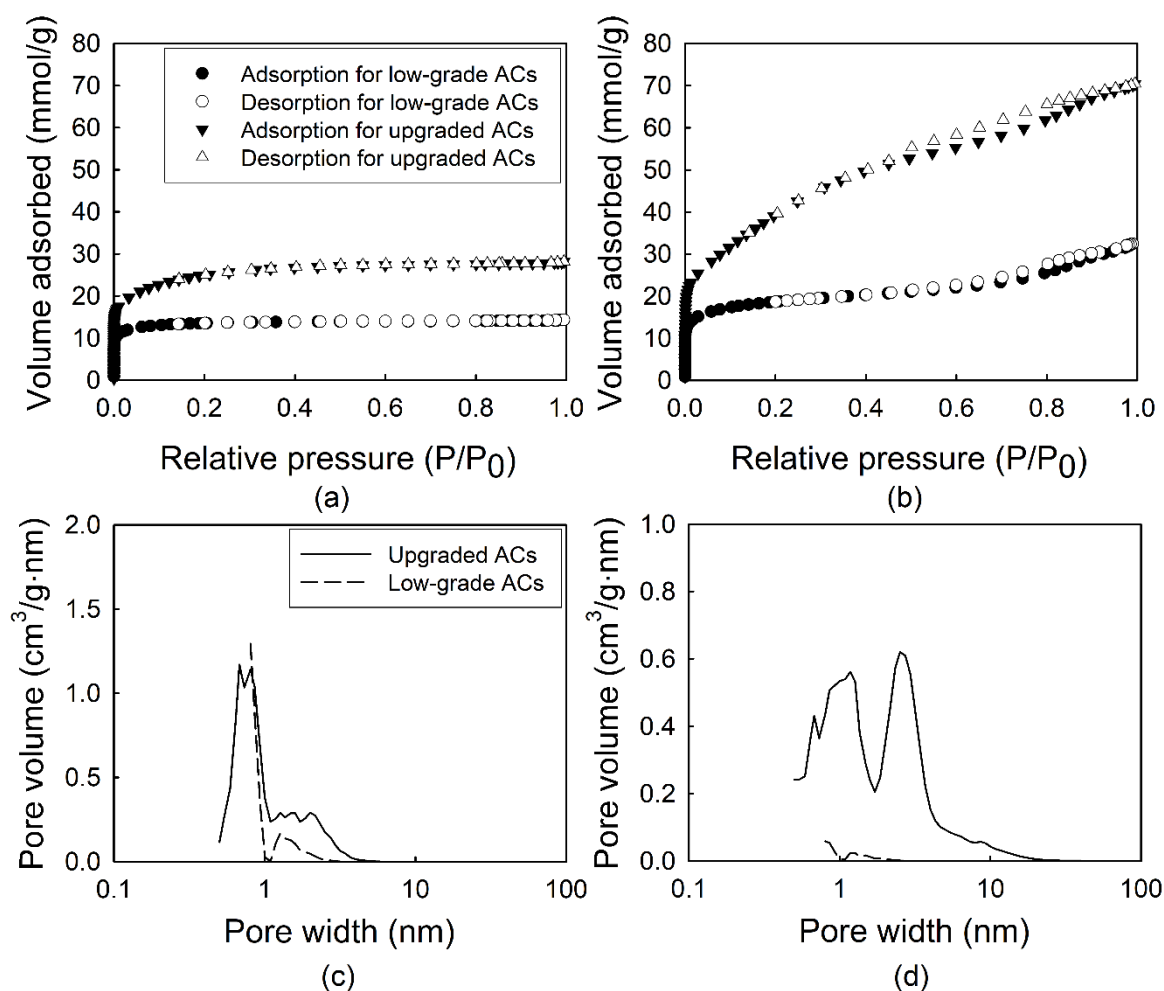 Volume adsorbed (mmol/g)
80
70
60
50
40
30
20
10
0
Adsorption for low-grade ACs
Desorption for low-grade ACs
Adsorption for upgraded ACs
Desorption for upgraded ACs
0.0 0.2 0.4 0.6 0.8 1.0
Relative pressure (P/P0)
(a)
Volume adsorbed (mmol/g)
80
70
60
50
40
30
20
10
0
0.0 0.2 0.4 0.6 0.8 1.0
Relative pressure (P/P0)
(b)
Pore volume (cm³/g·nm)
2.0
1.5
1.0
0.5
0.0
Upgraded ACs
Low-grade ACs
0.1 1 10 100
Pore width (nm)
(c)
Pore volume (cm³/g·nm)
1.0
0.8
0.6
0.4
0.2
0.0
0.1 1 10 100
Pore width (nm)
(d)